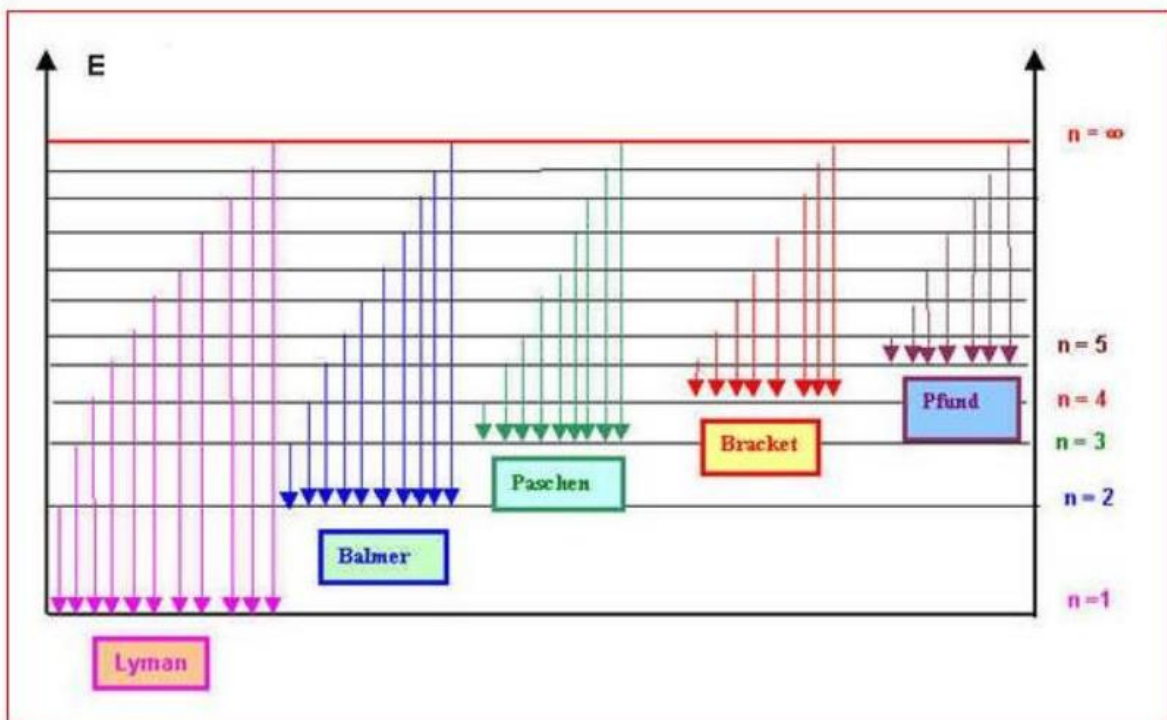 E
n = ∞
n = 5
n = 4
n = 3
n = 2
n =1
Pfund
Bracket
Paschen
Balmer
Lyman